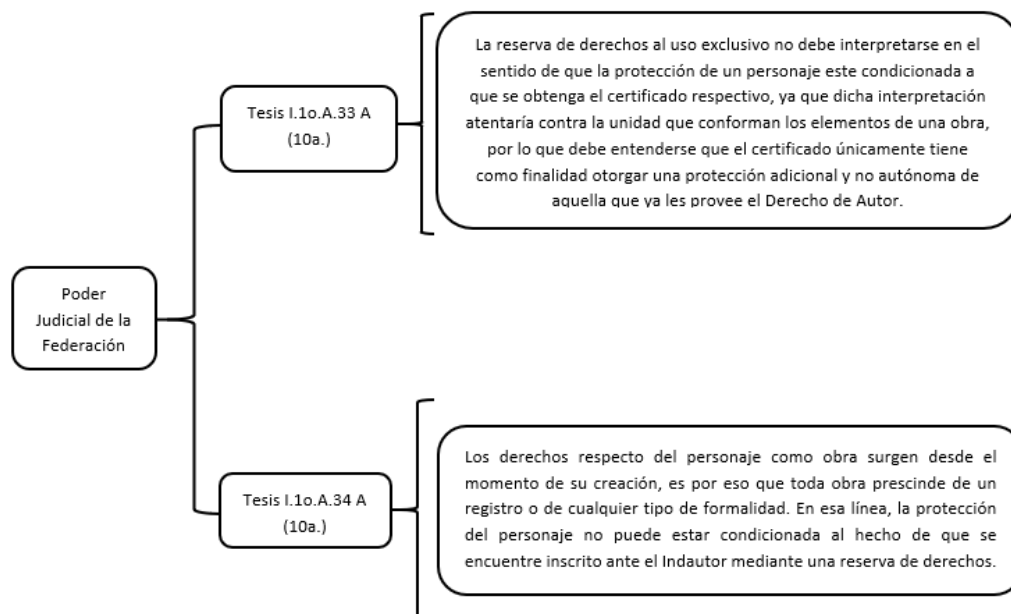 La reserva de derechos al uso exclusivo no debe interpretarse en el
sentido de que la protección de un personaje este condicionada a
que se obtenga el certificado respectivo, ya que dicha interpretación
atentaría contra la unidad que conforman los elementos de una obra,
por lo que debe entenderse que el certificado únicamente tiene
como finalidad otorgar una protección adicional y no autónoma de
aquella que ya les provee el Derecho de Autor.
Tesis I.1o.A.33 A
(10a.)
Poder
Judicial de la
Federación
Tesis I.1o.A.34 A
(10a.)
Los derechos respecto del personaje como obra surgen desde el
momento de su creación, es por eso que toda obra prescinde de un
registro o de cualquier tipo de formalidad. En esa línea, la protección
del personaje no puede estar condicionada al hecho de que se
encuentre inscrito ante el Indautor mediante una reserva de derechos.